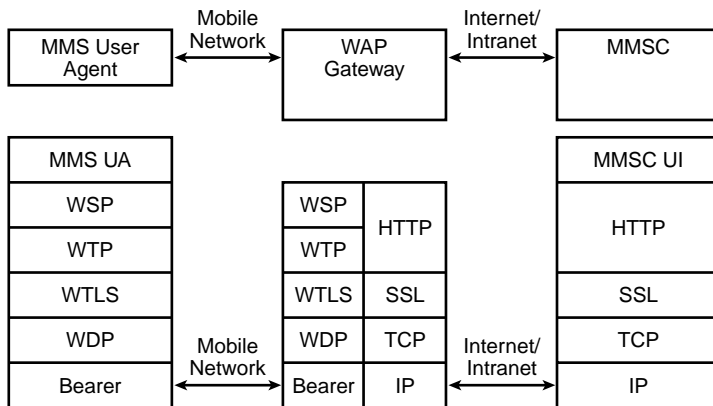 Mobile
Network
Internet/
Intranet
MMS User
Agent
WAP
Gateway
MMSC
MMS UA
MMSC UI
WSP
WSP
HTTP
HTTP
WTP
WTP
WTLS
WTLS
SSL
SSL
WDP
Mobile
Network
WDP
TCP
Internet/
Intranet
TCP
Bearer
Bearer
IP
IP